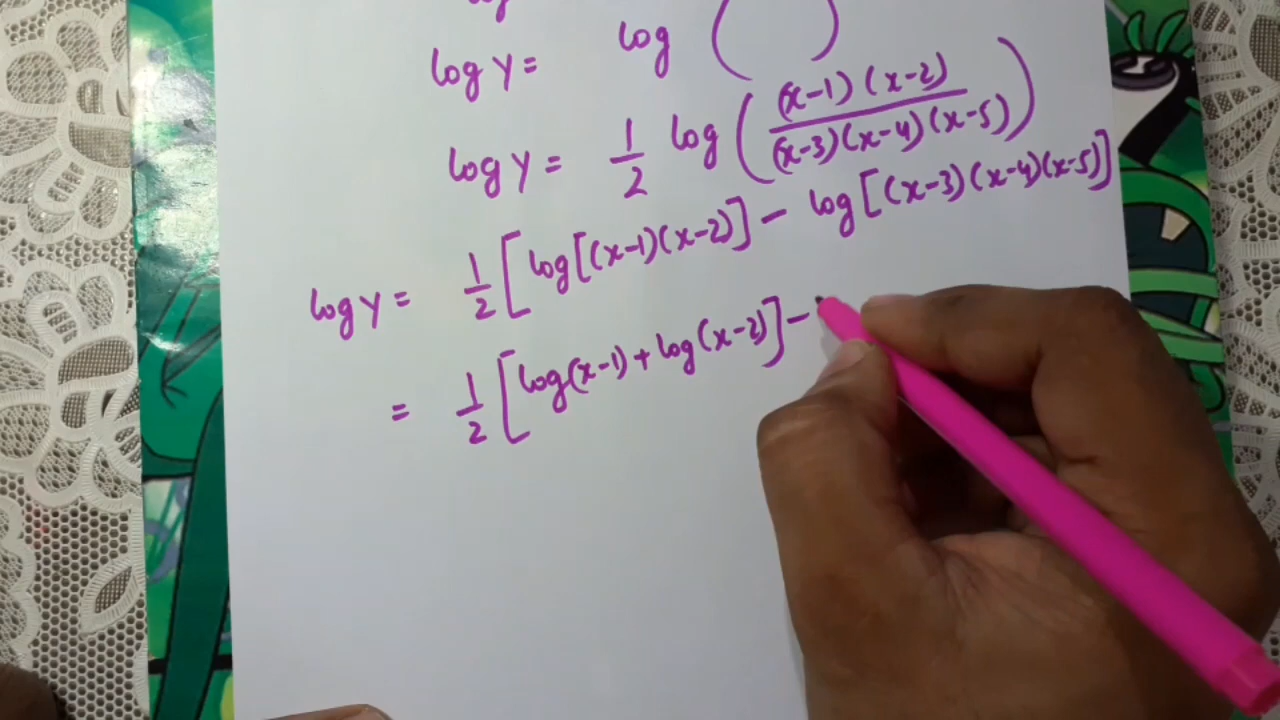 log
log y = log ( )
log y = 1/2 log ( (x-1) (x-2) / (x-3)(x-4)(x-5) )
log y = 1/2 [ log[(x-1)(x-2)] - log[(x-3)(x-4)(x-5)]
= 1/2 [ log(x-1) + log(x-2) ] -